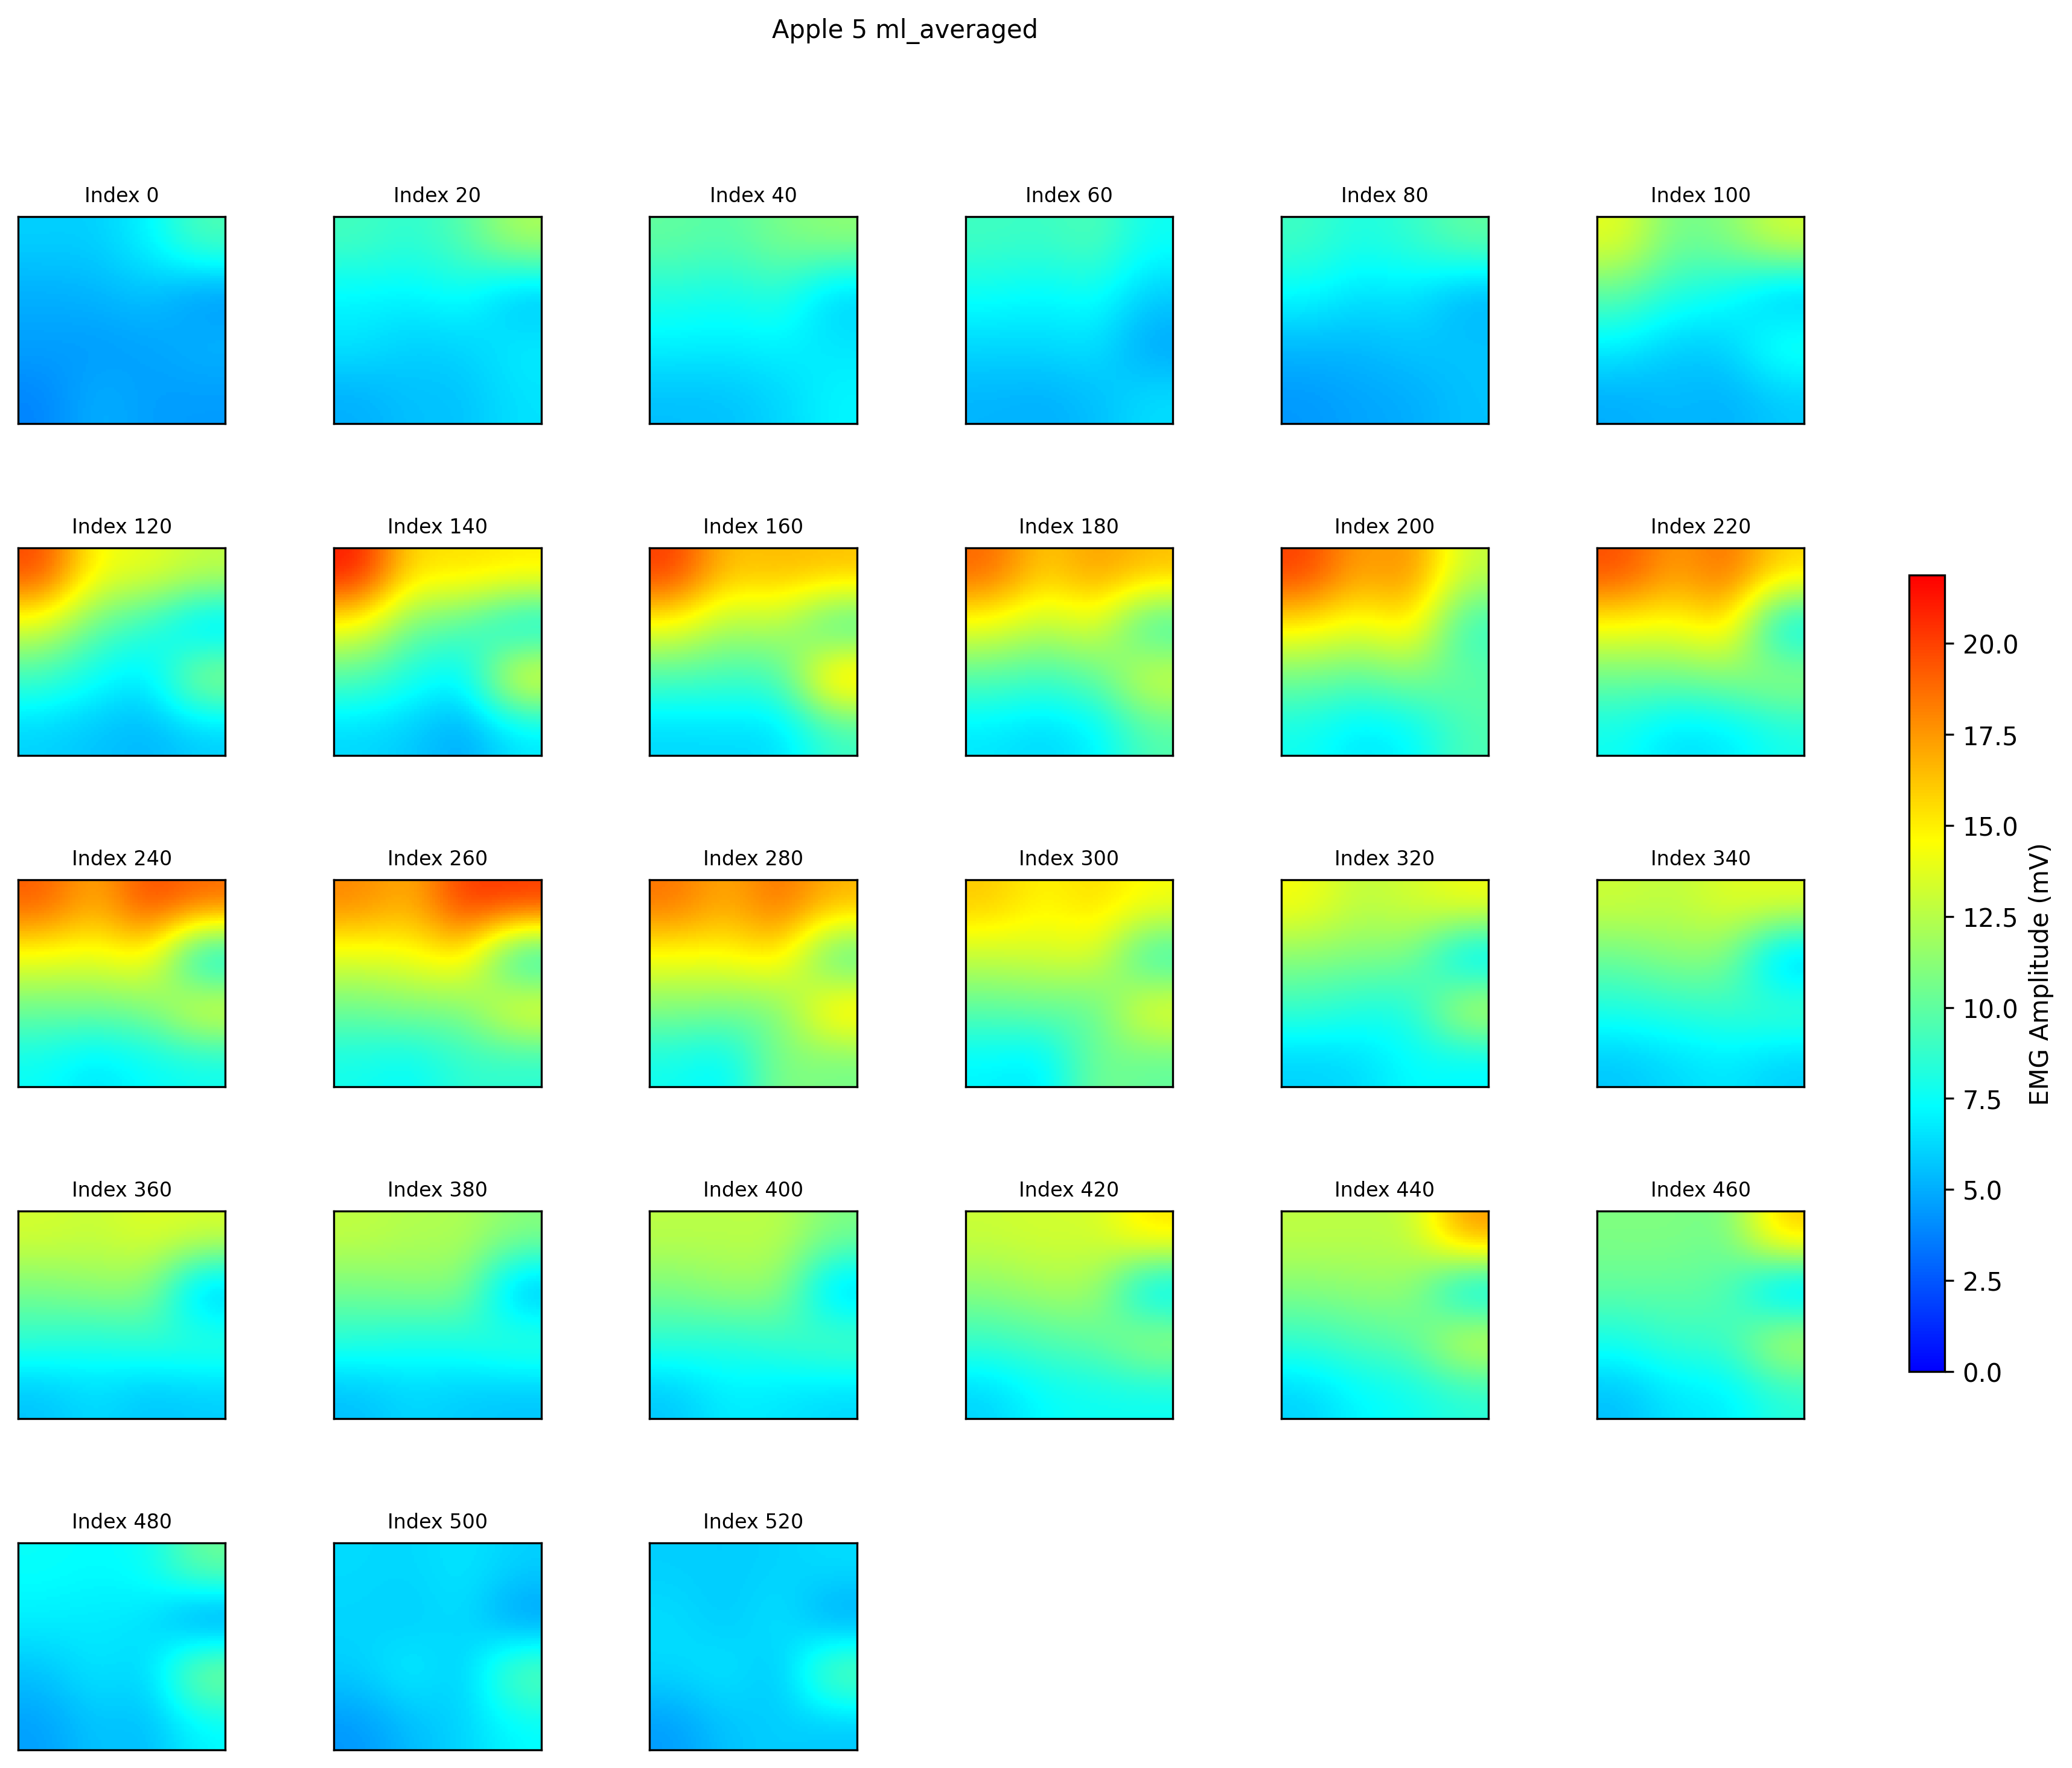 Apple 5 ml_averaged
Index 0
Index 20
Index 40
Index 60
Index 80
Index 100
Index 120
Index 140
Index 160
Index 180
Index 200
Index 220
Index 240
Index 260
Index 280
Index 300
Index 320
Index 340
Index 360
Index 380
Index 400
Index 420
Index 440
Index 460
Index 480
Index 500
Index 520
20.0
17.5
15.0
12.5
10.0
7.5
5.0
2.5
0.0
EMG Amplitude (mV)